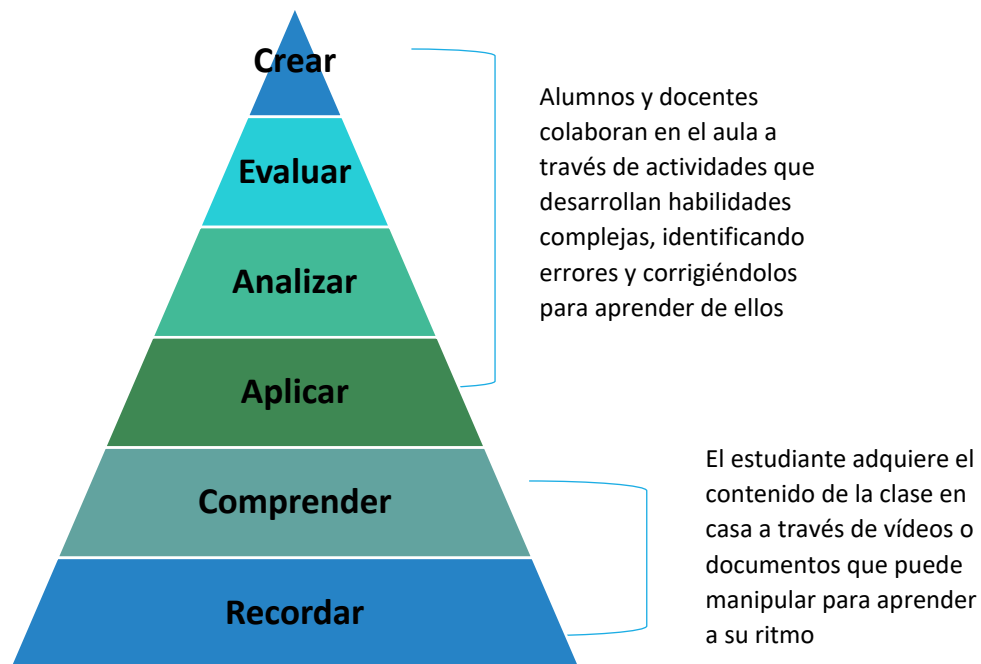 Crear
Evaluar
Analizar
Aplicar
Comprender
Recordar
Alumnos y docentes
colaboran en el aula a
través de actividades que
desarrollan habilidades
complejas, identificando
errores y corrigiéndolos
para aprender de ellos
El estudiante adquiere el
contenido de la clase en
casa a través de vídeos o
documentos que puede
manipular para aprender
a su ritmo